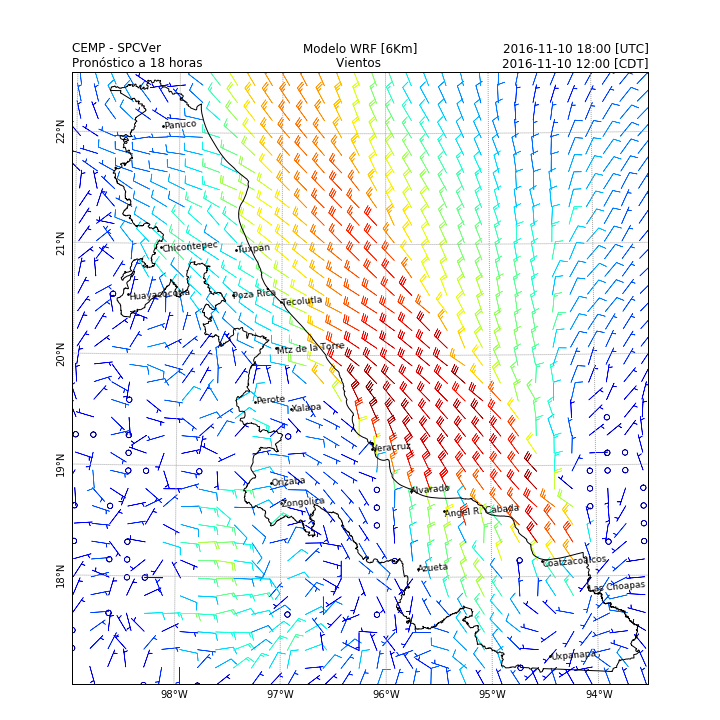 CEMP - SPCVer Modelo WRF [6Km] 2016-11-10 18:00 [UTC]
Pronóstico a 18 horas Vientos 2016-11-10 12:00 [CDT]
22°N
Panuco
21°N
Chicontepec Tuxpan
Huayacocotla Poza Rica Tecolutla
20°N
Mtz de la Torre
Perote Xalapa
19°N
Veracruz
Orizaba Alvarado
Zongolica Angel R. Cabada
18°N
Azueta Coatzacoalcos
Las Choapas
Uxpanapa
98°W 97°W 96°W 95°W 94°W